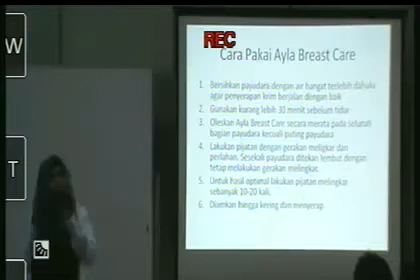 REC
Cara Pakai Ayla Breast Care
1. Bersihkan payudara dengan air hangat terlebih dahulu
agar penyerapan krim berjalan dengan baik
2. Gunakan kurang lebih 30 menit sebelum tidur
3. Oleskan Ayla Breast Care secara merata pada seluruh
bagian payudara kecuali puting payudara
4. Lakukan pijatan dengan gerakan meligkar dan
perlahan. Sesekali payudara ditekan lembut dengan
tetap melakukan gerakan melingkar.
5. Untuk hasil optimal lakukan pijatan melingkar
sebanyak 10-20 kali
6. Diamkan hingga kering dan menyerap
W
T